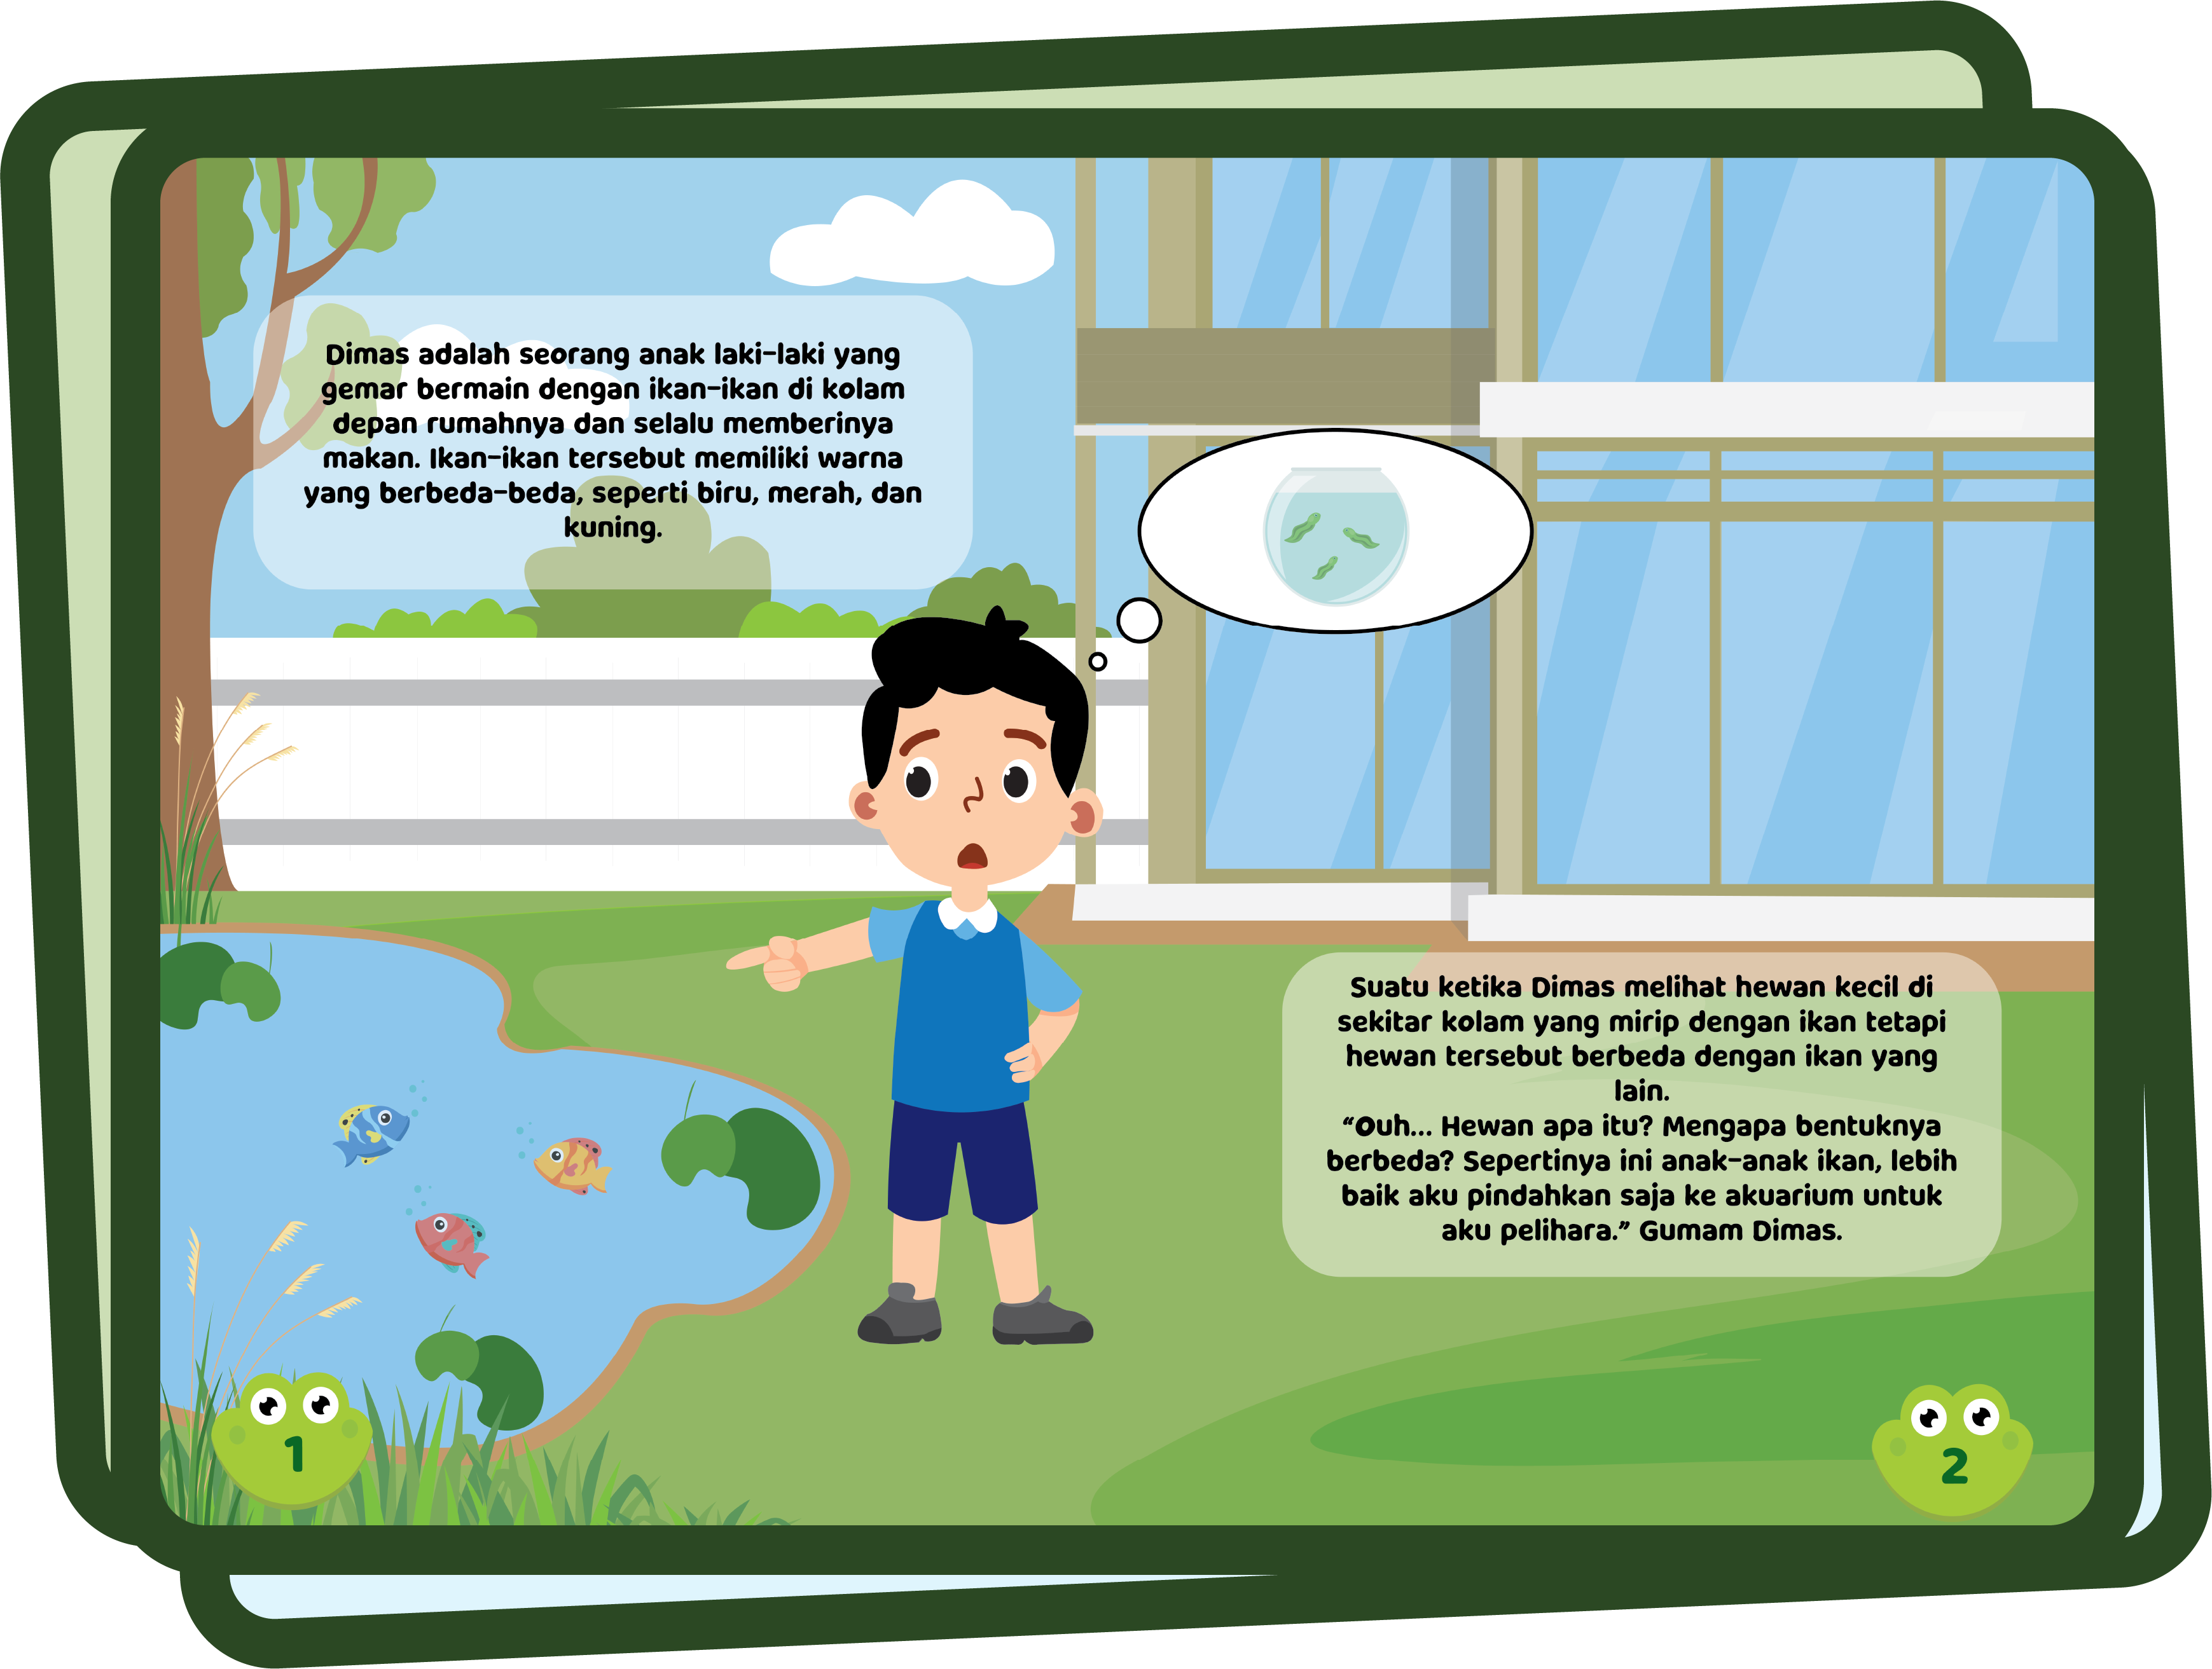 Dimas adalah seorang anak laki-laki yang
gemar bermain dengan ikan-ikan di kolam
depan rumahnya dan selalu memberinya
makan. Ikan-ikan tersebut memiliki warna
yang berbeda-beda, seperti biru, merah, dan
kuning.
Suatu ketika Dimas melihat hewan kecil di
sekitar kolam yang mirip dengan ikan tetapi
hewan tersebut berbeda dengan ikan yang
lain.
“Ouh... Hewan apa itu? Mengapa bentuknya
berbeda? Sepertinya ini anak-anak ikan, lebih
baik aku pindahkan saja ke akuarium untuk
aku pelihara.” Gumam Dimas.
1
2